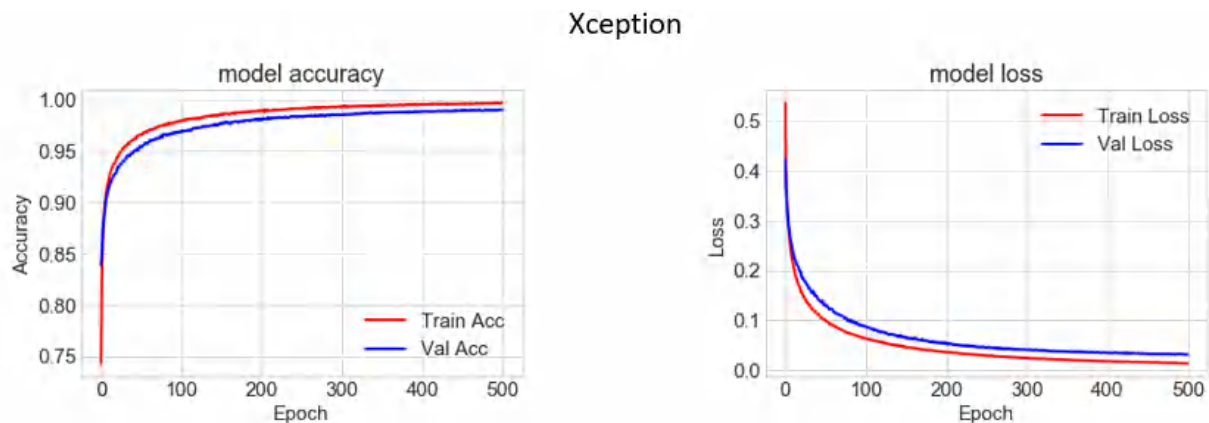 Xception
model accuracy
1.00
0.95
0.90
0.85
0.80
0.75
Accuracy
Train Acc
Val Acc
0 100 200 300 400 500
Epoch
model loss
0.5
0.4
0.3
0.2
0.1
0.0
Loss
Train Loss
Val Loss
0 100 200 300 400 500
Epoch